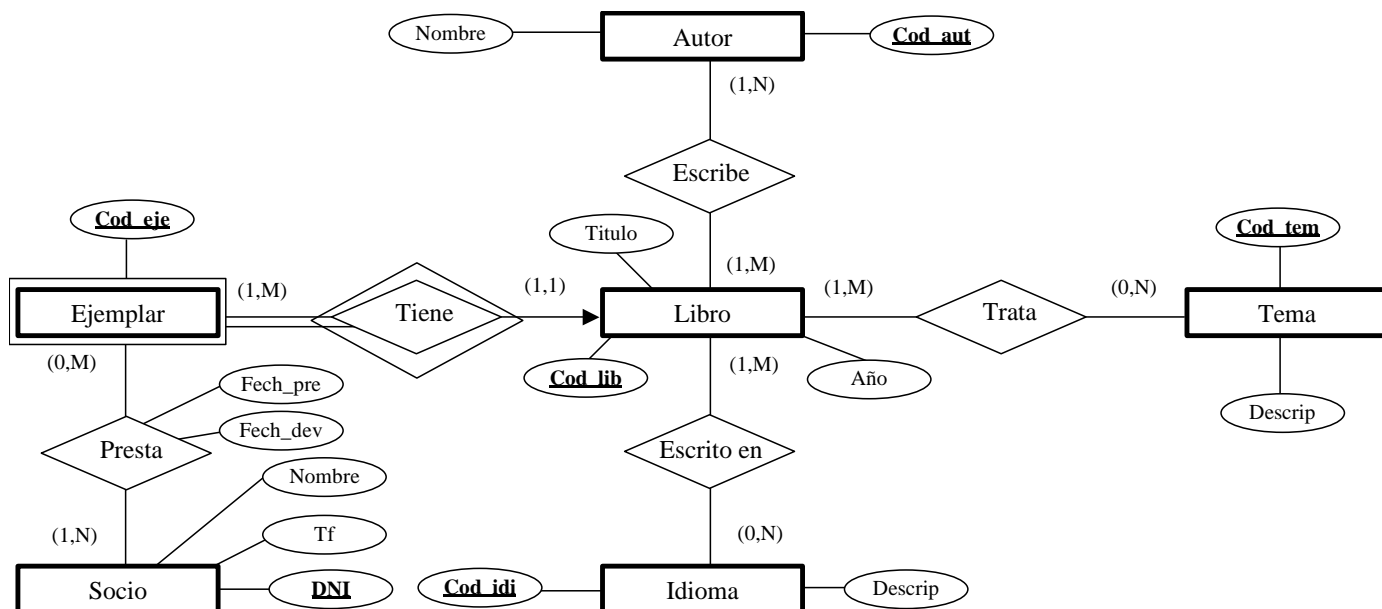 Nombre
Autor
Cod_aut
(1,N)
Escribe
Cod_eje
Titulo
Cod_tem
(1,M)
Ejemplar
(1,M)
Tiene
(1,1)
Libro
(1,M)
Trata
(0,N)
Tema
(0,M)
Cod_lib
(1,M)
Año
Fech_pre
Descrip
Fech_dev
Presta
Escrito en
Nombre
(1,N)
Tf
(0,N)
Socio
DNI
Cod_idi
Idioma
Descrip